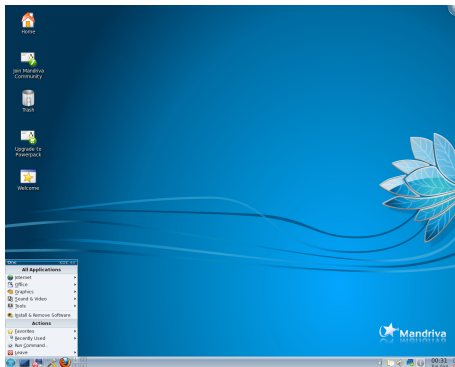 Home
Join Mandriva
Community
Trash
Upgrade to
Powerpack
Welcome
One
All Applications
Internet
Office
Graphics
Sound & Video
Tools
Install & Remove Software
Actions
Favorites
Recently Used
Run Command...
Leave
Mandriva
00:31